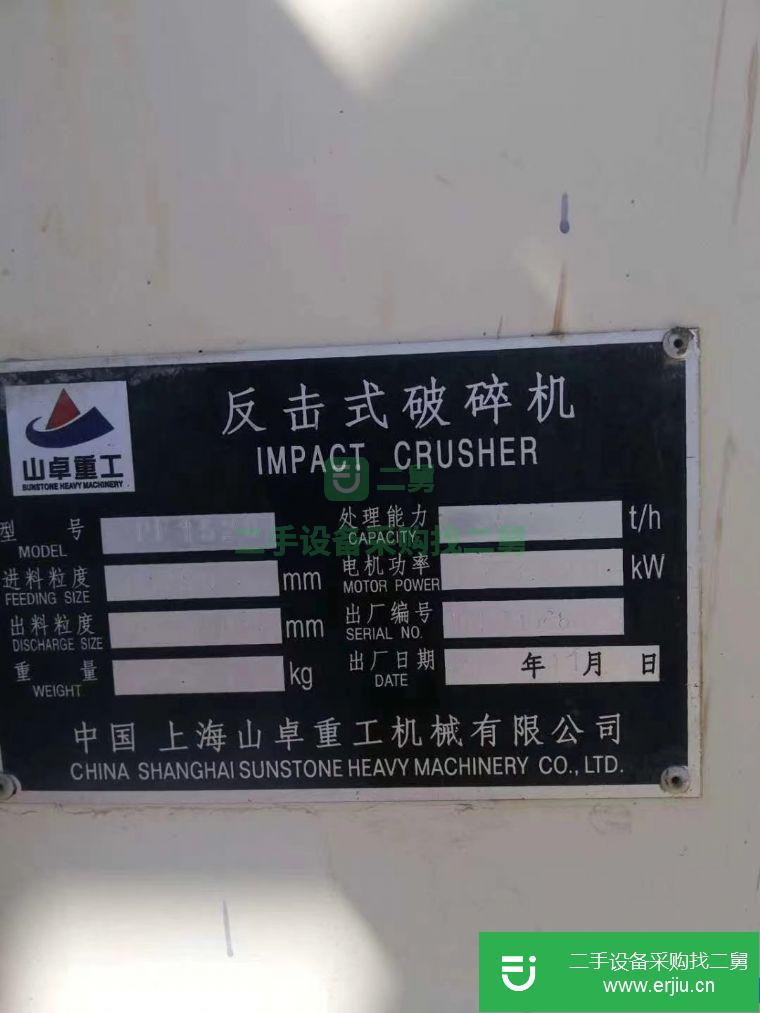 反击式破碎机
IMPACT CRUSHER
山卓重工
SUNSTONE HEAVY MACHINERY
二舅
二手设备采购找二舅
型 号
MODEL
处理能力 t/h
CAPACITY
进料粒度 mm
FEEDING SIZE
电机功率 kW
MOTOR POWER
出料粒度 mm
DISCHARGE SIZE
出厂编号
SERIAL NO.
重 量 kg
WEIGHT
出厂日期 年 11月 日
DATE
中国 上海山卓重工机械有限公司
CHINA SHANGHAI SUNSTONE HEAVY MACHINERY CO., LTD.
二手设备采购找二舅
www.erjiu.cn